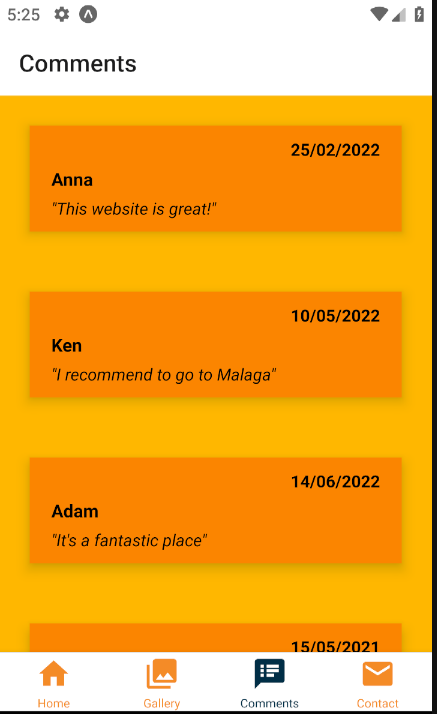 5:25
Comments
25/02/2022
Anna
"This website is great!"
10/05/2022
Ken
"I recommend to go to Malaga"
14/06/2022
Adam
"It's a fantastic place"
15/05/2021
Home Gallery Comments Contact